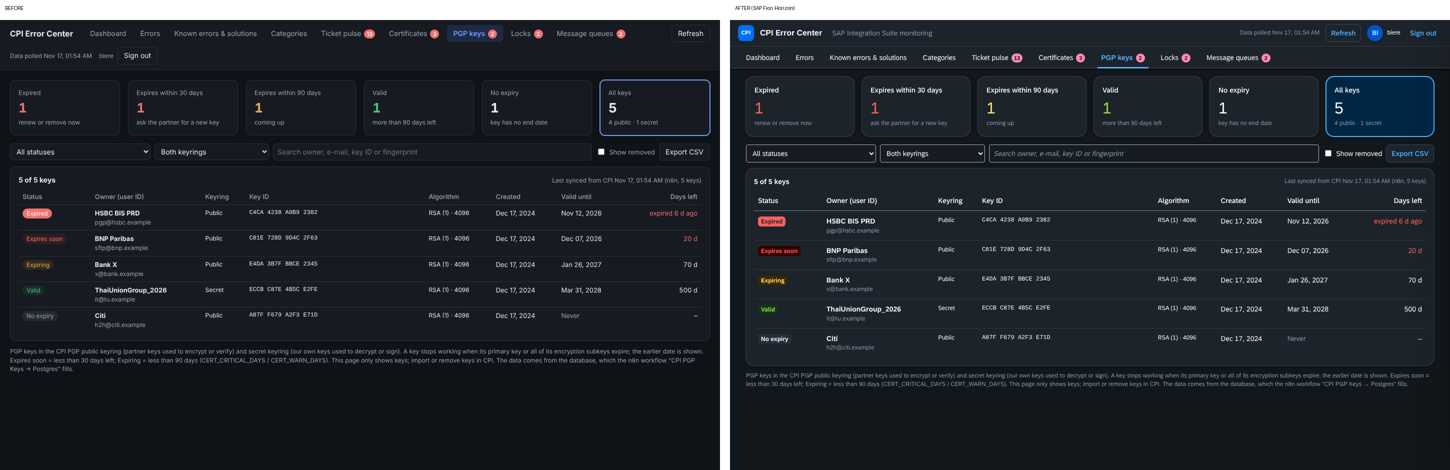 BEFORE
CPI Error Center Dashboard Errors Known errors & solutions Categories Ticket pulse 13 Certificates 3 PGP keys 2 Locks 2 Message queues 2 Refresh
Data polled Nov 17, 01:54 AM biere Sign out
Expired Expires within 30 days Expires within 90 days Valid No expiry All keys
1 1 1 1 1 5
renew or remove now ask the partner for a new key coming up more than 90 days left key has no end date 4 public · 1 secret
All statuses Both keyrings Search owner, e-mail, key ID or fingerprint Show removed Export CSV
5 of 5 keys Last synced from CPI Nov 17, 01:54 AM (n8n, 5 keys)
Status Owner (user ID) Keyring Key ID Algorithm Created Valid until Days left
Expired HSBC BIS PRD Public C4CA 4238 A0B9 2382 RSA (1) · 4096 Dec 17, 2024 Nov 12, 2026 expired 6 d ago
pgp@hsbc.example
Expires soon BNP Paribas Public C81E 728D 9D4C 2F63 RSA (1) · 4096 Dec 17, 2024 Dec 07, 2026 20 d
sftp@bnp.example
Expiring Bank X Public E4DA 3B7F BBCE 2345 RSA (1) · 4096 Dec 17, 2024 Jan 26, 2027 70 d
x@bank.example
Valid ThaiUnionGroup_2026 Secret ECCB C87E 4B5C E2FE RSA (1) · 4096 Dec 17, 2024 Mar 31, 2028 500 d
it@tu.example
No expiry Citi Public A87F F679 A2F3 E71D RSA (1) · 4096 Dec 17, 2024 Never –
h2h@citi.example
PGP keys in the CPI PGP public keyring (partner keys used to encrypt or verify) and secret keyring (our own keys used to decrypt or sign). A key stops working when its primary key or all of its encryption subkeys expire; the earlier date is shown.
Expires soon = less than 30 days left; Expiring = less than 90 days (CERT_CRITICAL_DAYS / CERT_WARN_DAYS). This page only shows keys; import or remove keys in CPI. The data comes from the database, which the n8n workflow "CPI PGP
Keys → Postgres" fills.
AFTER (SAP Fiori Horizon)
CPI CPI Error Center SAP Integration Suite monitoring Data polled Nov 17, 01:54 AM Refresh BI biere Sign out
Dashboard Errors Known errors & solutions Categories Ticket pulse 13 Certificates 3 PGP keys 2 Locks 2 Message queues 2
Expired Expires within 30 days Expires within 90 days Valid No expiry All keys
1 1 1 1 1 5
renew or remove now ask the partner for a new key coming up more than 90 days left key has no end date 4 public · 1 secret
All statuses Both keyrings Search owner, e-mail, key ID or fingerprint Show removed Export CSV
5 of 5 keys Last synced from CPI Nov 17, 01:54 AM (n8n, 5 keys)
Status Owner (user ID) Keyring Key ID Algorithm Created Valid until Days left
Expired HSBC BIS PRD Public C4CA 4238 A0B9 2382 RSA (1) · 4096 Dec 17, 2024 Nov 12, 2026 expired 6 d ago
pgp@hsbc.example
Expires soon BNP Paribas Public C81E 728D 9D4C 2F63 RSA (1) · 4096 Dec 17, 2024 Dec 07, 2026 20 d
sftp@bnp.example
Expiring Bank X Public E4DA 3B7F BBCE 2345 RSA (1) · 4096 Dec 17, 2024 Jan 26, 2027 70 d
x@bank.example
Valid ThaiUnionGroup_2026 Secret ECCB C87E 4B5C E2FE RSA (1) · 4096 Dec 17, 2024 Mar 31, 2028 500 d
it@tu.example
No expiry Citi Public A87F F679 A2F3 E71D RSA (1) · 4096 Dec 17, 2024 Never –
h2h@citi.example
PGP keys in the CPI PGP public keyring (partner keys used to encrypt or verify) and secret keyring (our own keys used to decrypt or sign). A key stops working when its primary key or all of its encryption subkeys expire; the earlier date is shown. Expires soon =
less than 30 days left; Expiring = less than 90 days (CERT_CRITICAL_DAYS / CERT_WARN_DAYS). This page only shows keys; import or remove keys in CPI. The data comes from the database, which the n8n workflow "CPI PGP Keys → Postgres" fills.